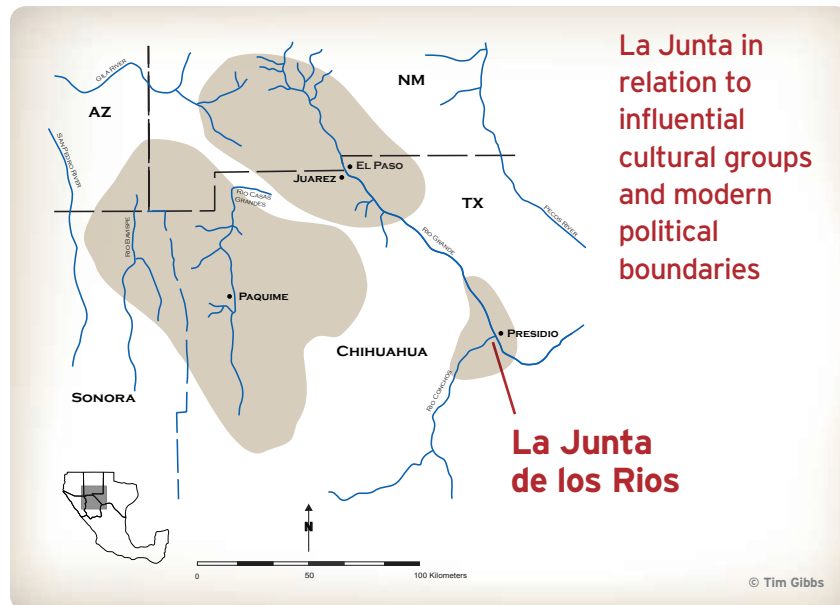 La Junta in
relation to
influential
cultural groups
and modern
political
boundaries
GILA RIVER
NM
AZ
SAN PEDRO RIVER
EL PASO
JUAREZ
RIO CASAS
GRANDES
TX
PECOS RIVER
RIO BAVISPE
RIO GRANDE
PAQUIME
PRESIDIO
CHIHUAHUA
SONORA
RIO CONCHOS
La Junta
de los Rios
N
0
50
100 Kilometers
© Tim Gibbs